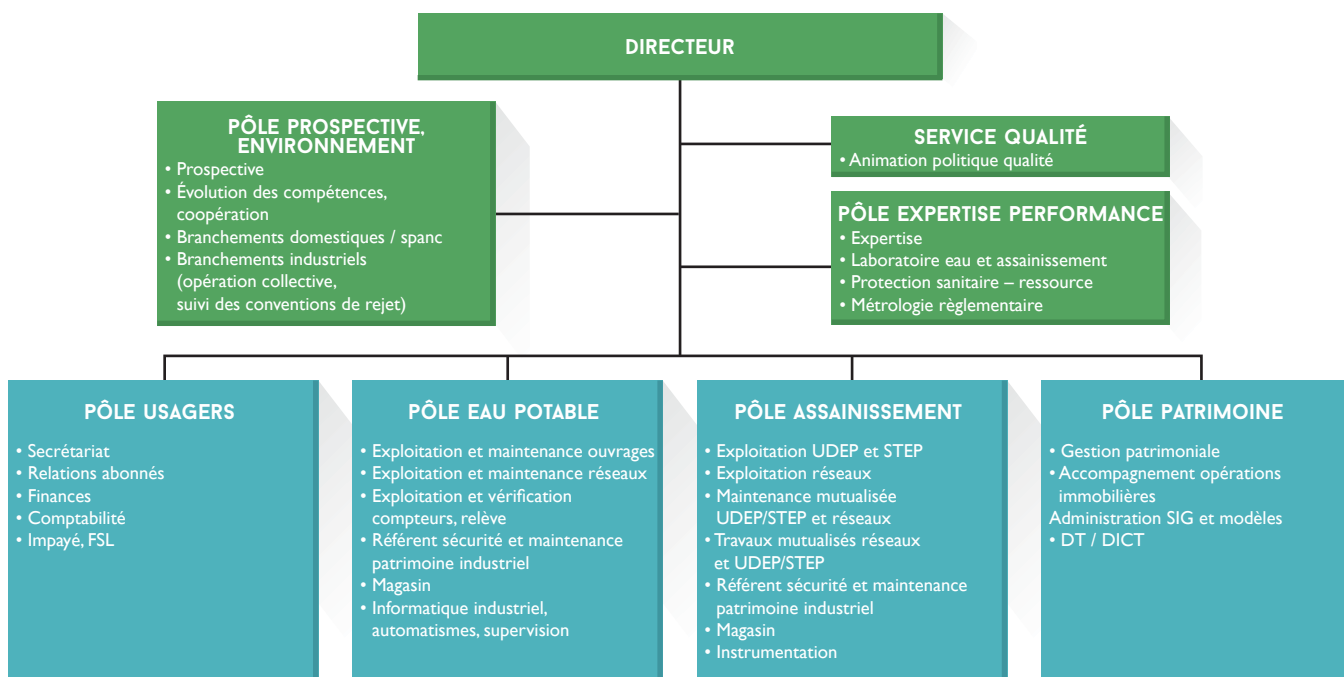 DIRECTEUR
PÔLE PROSPECTIVE,
ENVIRONNEMENT
• Prospective
• Évolution des compétences,
coopération
• Branchements domestiques / spanc
• Branchements industriels
(opération collective,
suivi des conventions de rejet)
SERVICE QUALITÉ
• Animation politique qualité
PÔLE EXPERTISE PERFORMANCE
• Expertise
• Laboratoire eau et assainissement
• Protection sanitaire – ressource
• Métrologie règlementaire
PÔLE USAGERS
• Secrétariat
• Relations abonnés
• Finances
• Comptabilité
• Impayé, FSL
PÔLE EAU POTABLE
• Exploitation et maintenance ouvrages
• Exploitation et maintenance réseaux
• Exploitation et vérification
compteurs, relève
• Référent sécurité et maintenance
patrimoine industriel
• Magasin
• Informatique industriel,
automatismes, supervision
PÔLE ASSAINISSEMENT
• Exploitation UDEP et STEP
• Exploitation réseaux
• Maintenance mutualisée
UDEP/STEP et réseaux
• Travaux mutualisés réseaux
et UDEP/STEP
• Référent sécurité et maintenance
patrimoine industriel
• Magasin
• Instrumentation
PÔLE PATRIMOINE
• Gestion patrimoniale
• Accompagnement opérations
immobilières
Administration SIG et modèles
• DT / DICT